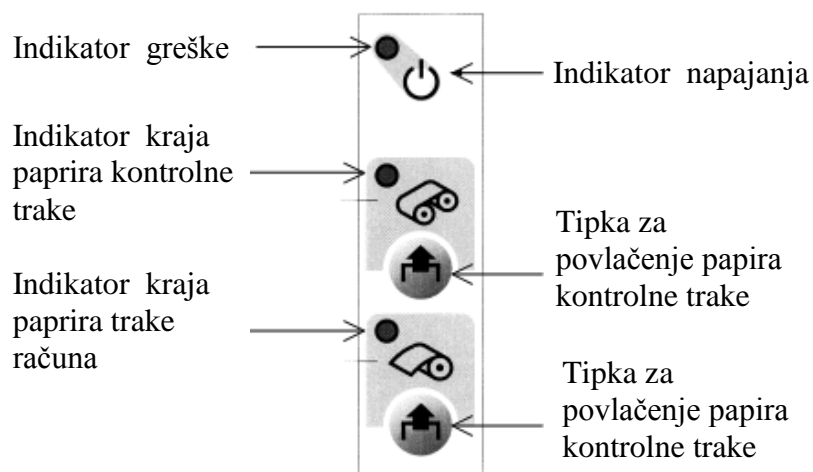 Indikator greške
Indikator napajanja
Indikator kraja
paprira kontrolne
trake
Tipka za
povlačenje papira
kontrolne trake
Indikator kraja
paprira trake
računa
Tipka za
povlačenje papira
kontrolne trake